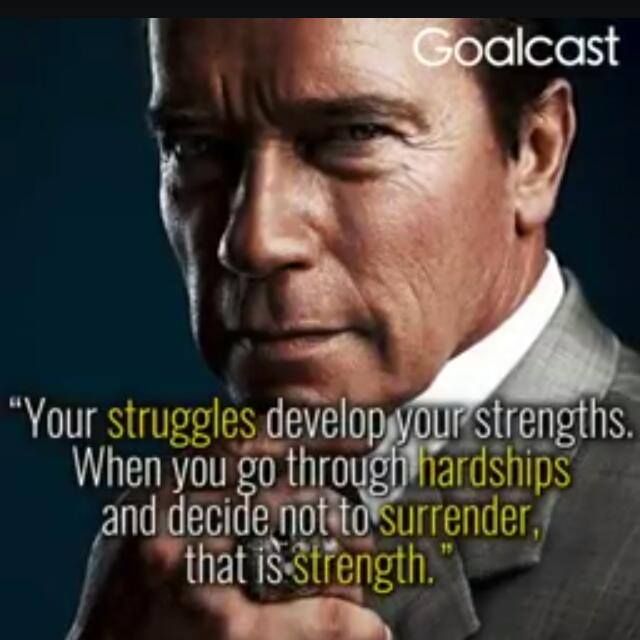 Goalcast
“Your struggles develop your strengths.
When you go through hardships
and decide not to surrender,
that is strength.”